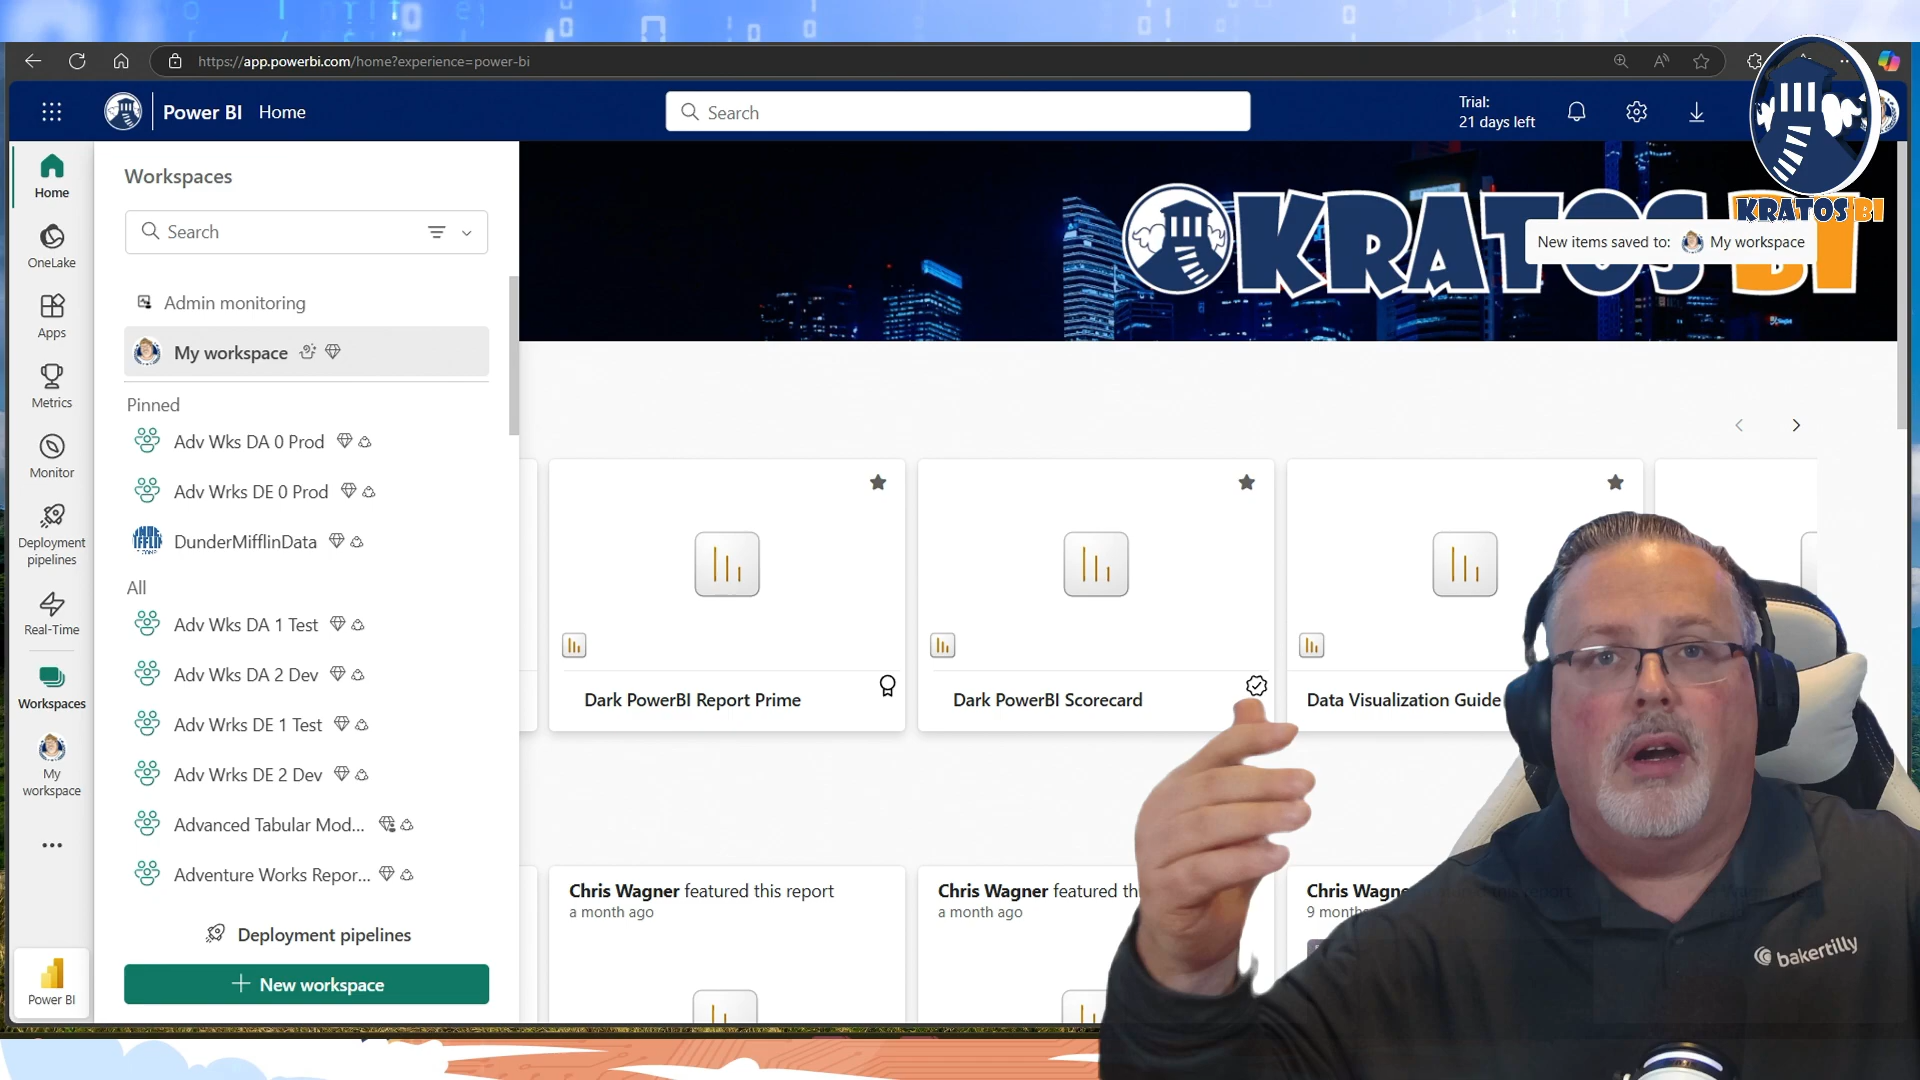 https://app.powerbi.com/home?experience=power-bi
Power BI Home
Search
Trial:
21 days left
KRATOS BI
Home
OneLake
Apps
Metrics
Monitor
Deployment
pipelines
Real-Time
Workspaces
My
workspace
Power BI
Workspaces
Search
Admin monitoring
My workspace
Pinned
Adv Wks DA 0 Prod
Adv Wrks DE 0 Prod
DunderMifflinData
All
Adv Wks DA 1 Test
Adv Wks DA 2 Dev
Adv Wrks DE 1 Test
Adv Wrks DE 2 Dev
Advanced Tabular Mod...
Adventure Works Repor...
Deployment pipelines
New workspace
KRATOS BI
New items saved to: My workspace
Dark PowerBI Report Prime
Dark PowerBI Scorecard
Data Visualization Guide
Chris Wagner featured this report
a month ago
Chris Wagner featured th
a month ago
Chris Wagne
9 month
bakertilly